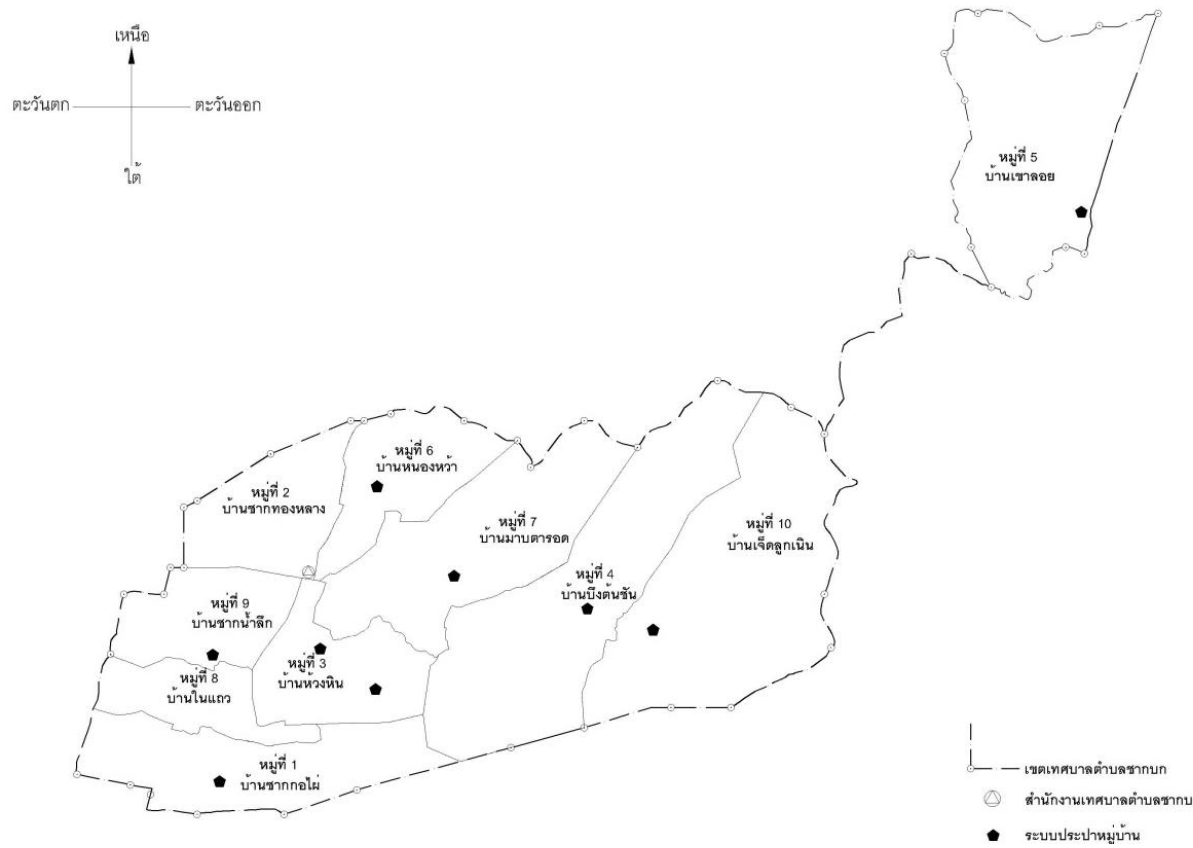 เหนือ
ตะวันตก
ตะวันออก
ใต้
หมู่ที่ 5
บ้านเขาลอย
หมู่ที่ 6
บ้านหนองหว้า
หมู่ที่ 2
บ้านชากทองหลาง
หมู่ที่ 7
บ้านมาบตารอด
หมู่ที่ 10
บ้านเจ็ดลูกเนิน
หมู่ที่ 4
บ้านบึงต้นชัน
หมู่ที่ 9
บ้านชากน้ำลึก
หมู่ที่ 3
บ้านห้วงหิน
หมู่ที่ 8
บ้านในแถว
หมู่ที่ 1
บ้านชากกอไผ่
เขตเทศบาลตำบลชากบก
สำนักงานเทศบาลตำบลชากบ
ระบบประปาหมู่บ้าน